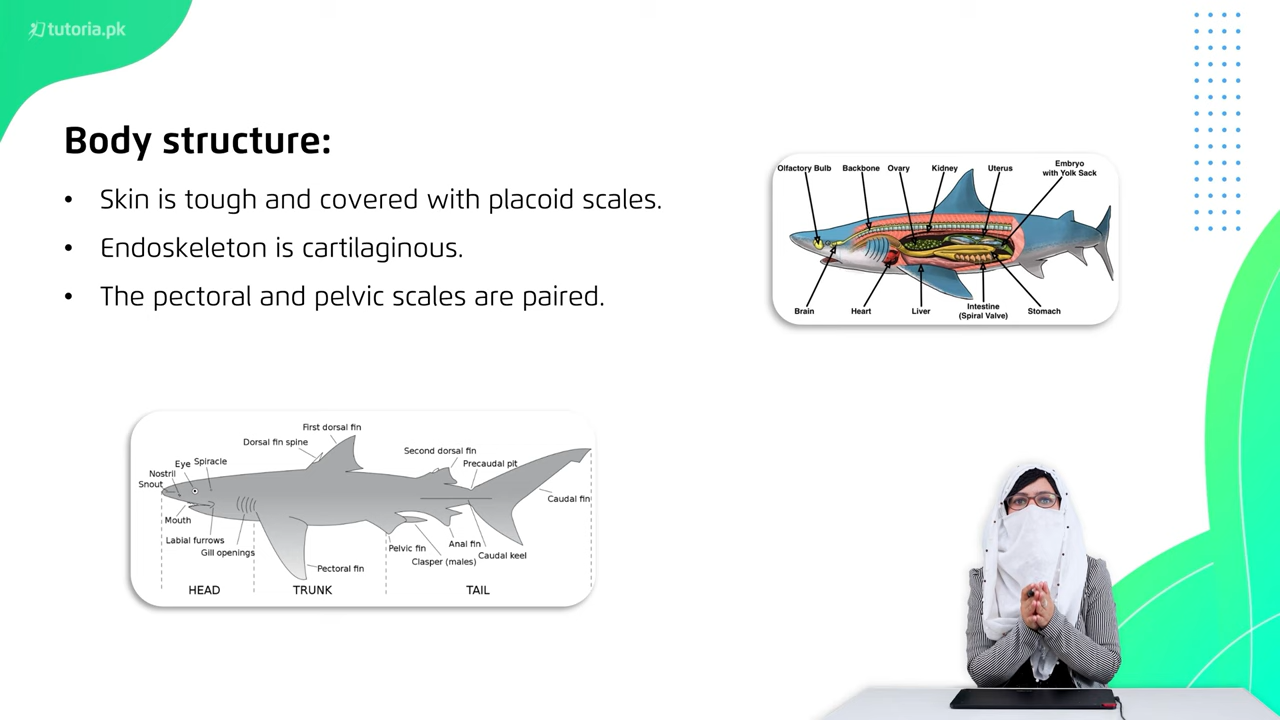 tutoria.pk
Body structure:
• Skin is tough and covered with placoid scales.
• Endoskeleton is cartilaginous.
• The pectoral and pelvic scales are paired.
Olfactory Bulb
Backbone
Ovary
Kidney
Uterus
Embryo
with Yolk Sack
Brain
Heart
Liver
Intestine
(Spiral Valve)
Stomach
First dorsal fin
Dorsal fin spine
Second dorsal fin
Precaudal pit
Eye
Spiracle
Nostril
Snout
Caudal fin
Mouth
Labial furrows
Gill openings
Pectoral fin
Pelvic fin
Clasper (males)
Anal fin
Caudal keel
HEAD
TRUNK
TAIL